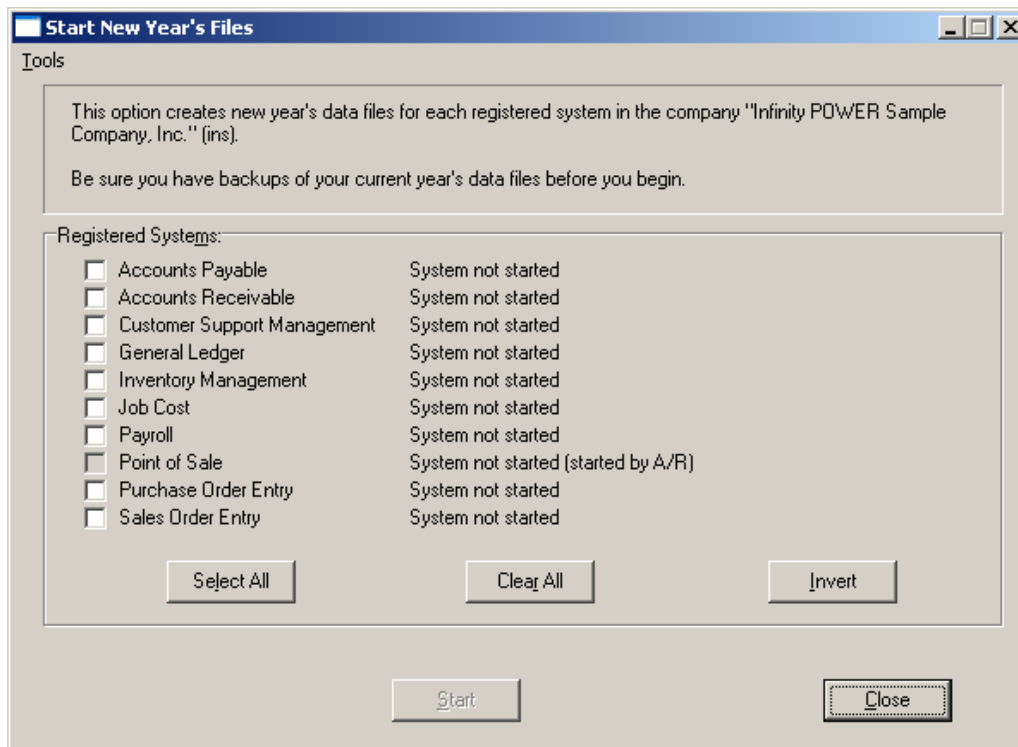 Start New Year's Files
Tools
This option creates new year's data files for each registered system in the company "Infinity POWER Sample
Company, Inc." (ins).
Be sure you have backups of your current year's data files before you begin.
Registered Systems:
Accounts Payable System not started
Accounts Receivable System not started
Customer Support Management System not started
General Ledger System not started
Inventory Management System not started
Job Cost System not started
Payroll System not started
Point of Sale System not started (started by A/R)
Purchase Order Entry System not started
Sales Order Entry System not started
Select All Clear All Invert
Start Close